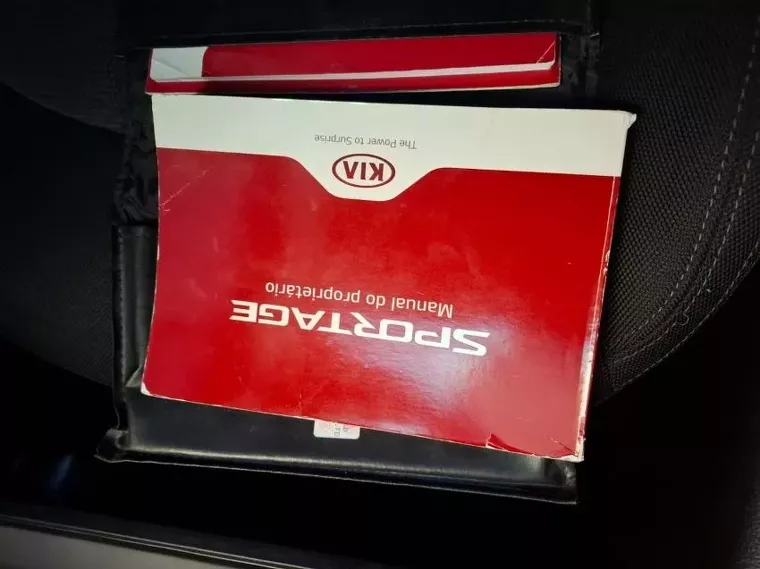 SPORTAGE
Manual do proprietário
KIA
The Power to Surprise